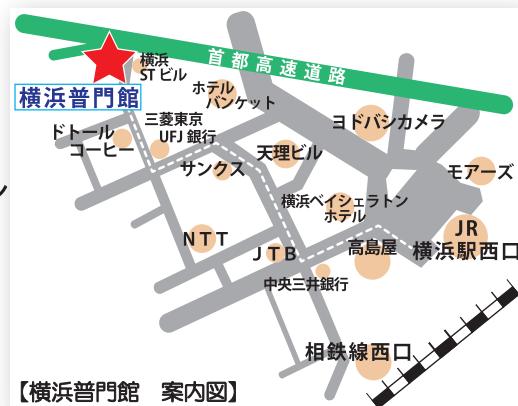 首都高速道路
横浜
STビル
横浜普門館
ホテル
バンケット
ドトール
コーヒー
三菱東京
UFJ銀行
ヨドバシカメラ
サンクス
天理ビル
モアーズ
横浜ベイシェラトン
ホテル
NTT
JTB
高島屋
JR
横浜駅西口
中央三井銀行
相鉄線西口
【横浜普門館　案内図】